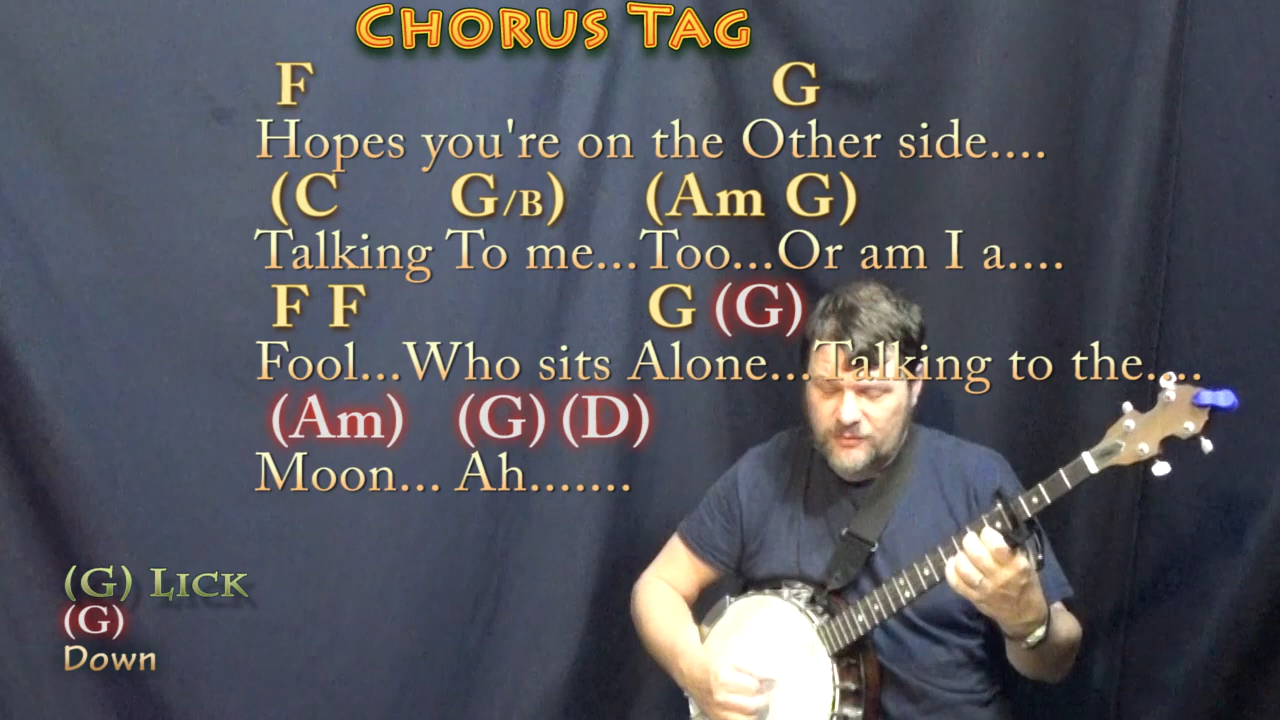 CHORUS TAG
F G
Hopes you're on the Other side....
(C G/B) (Am G)
Talking To me...Too...Or am I a....
F F G (G)
Fool...Who sits Alone...Talking to the....
(Am) (G) (D)
Moon... Ah.......
(G) LICK
(G)
Down